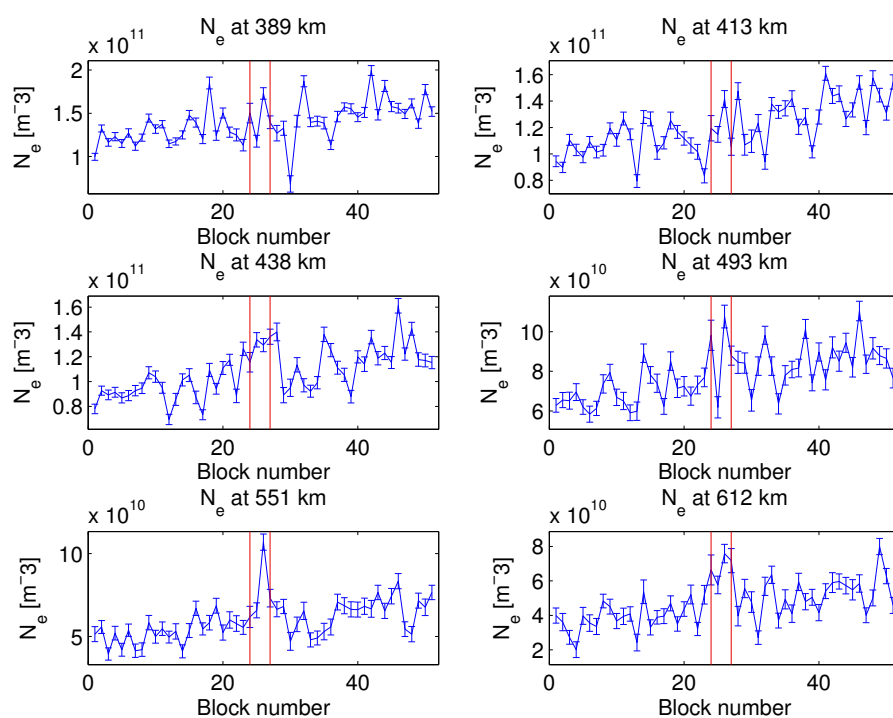 N_e at 389 km
x 10^11
N_e [m^-3]
2
1.5
1
0
20
40
Block number
N_e at 413 km
x 10^11
N_e [m^-3]
1.6
1.4
1.2
1
0.8
0
20
40
Block number
N_e at 438 km
x 10^11
N_e [m^-3]
1.6
1.4
1.2
1
0.8
0
20
40
Block number
N_e at 493 km
x 10^10
N_e [m^-3]
10
8
6
0
20
40
Block number
N_e at 551 km
x 10^10
N_e [m^-3]
10
5
0
20
40
Block number
N_e at 612 km
x 10^10
N_e [m^-3]
8
6
4
2
0
20
40
Block number